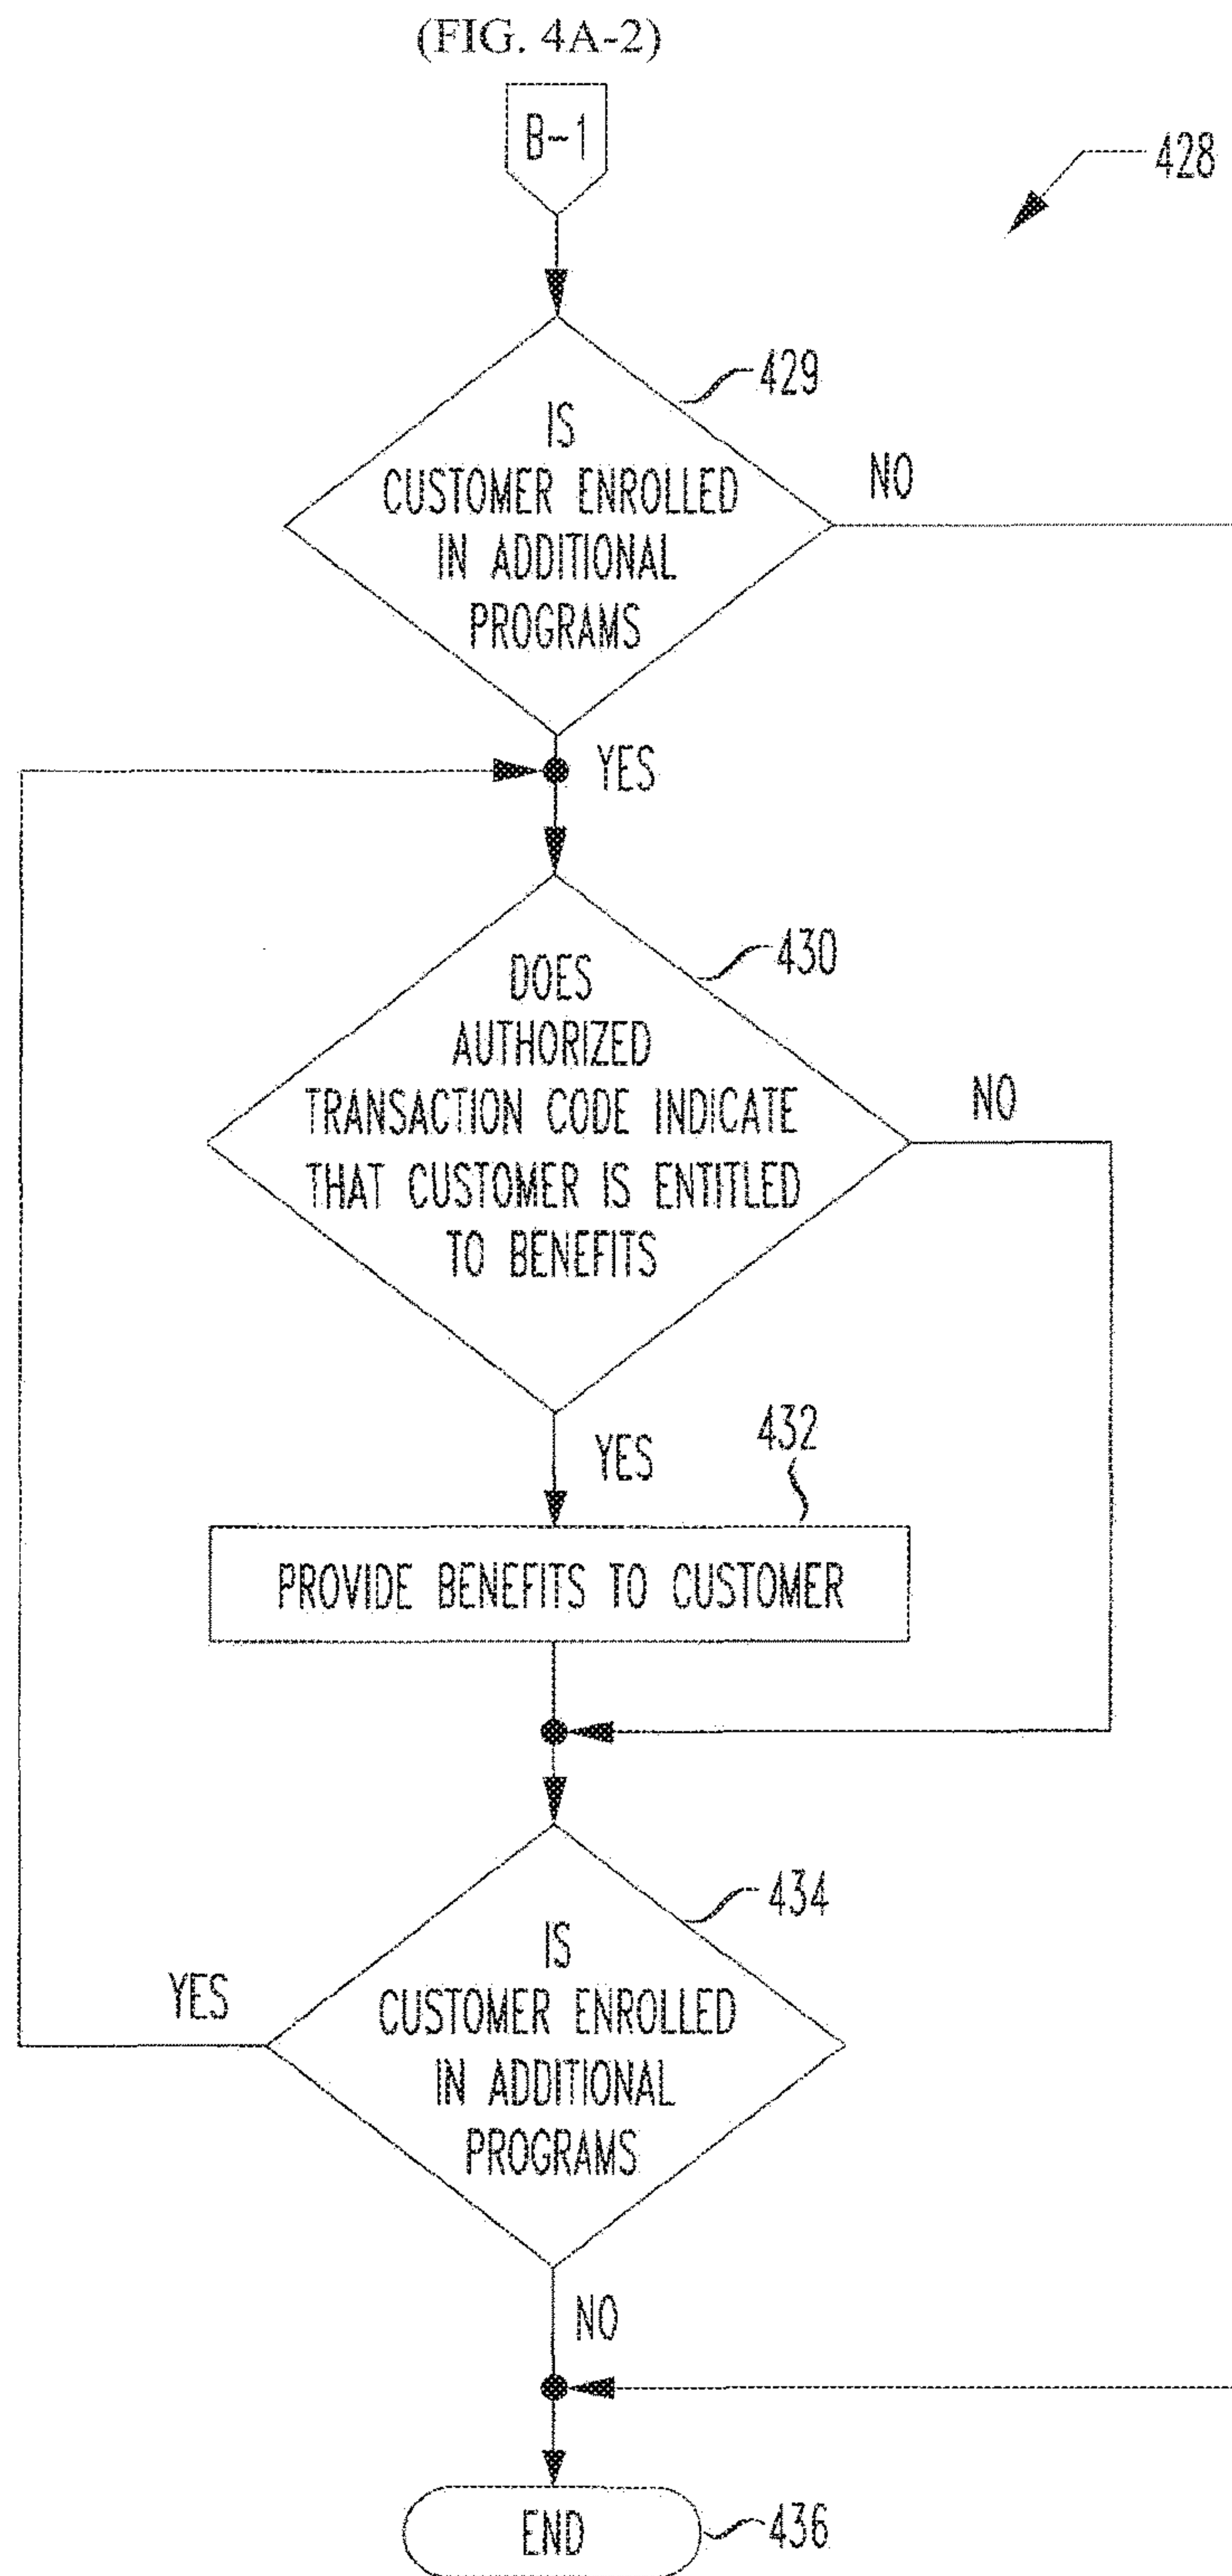 (FIG. 4A-2)
B-1
428
429
IS
CUSTOMER ENROLLED
IN ADDITIONAL
PROGRAMS
NO
YES
430
DOES
AUTHORIZED
TRANSACTION CODE INDICATE
THAT CUSTOMER IS ENTITLED
TO BENEFITS
NO
YES
432
PROVIDE BENEFITS TO CUSTOMER
434
IS
CUSTOMER ENROLLED
IN ADDITIONAL
PROGRAMS
YES
NO
END
436